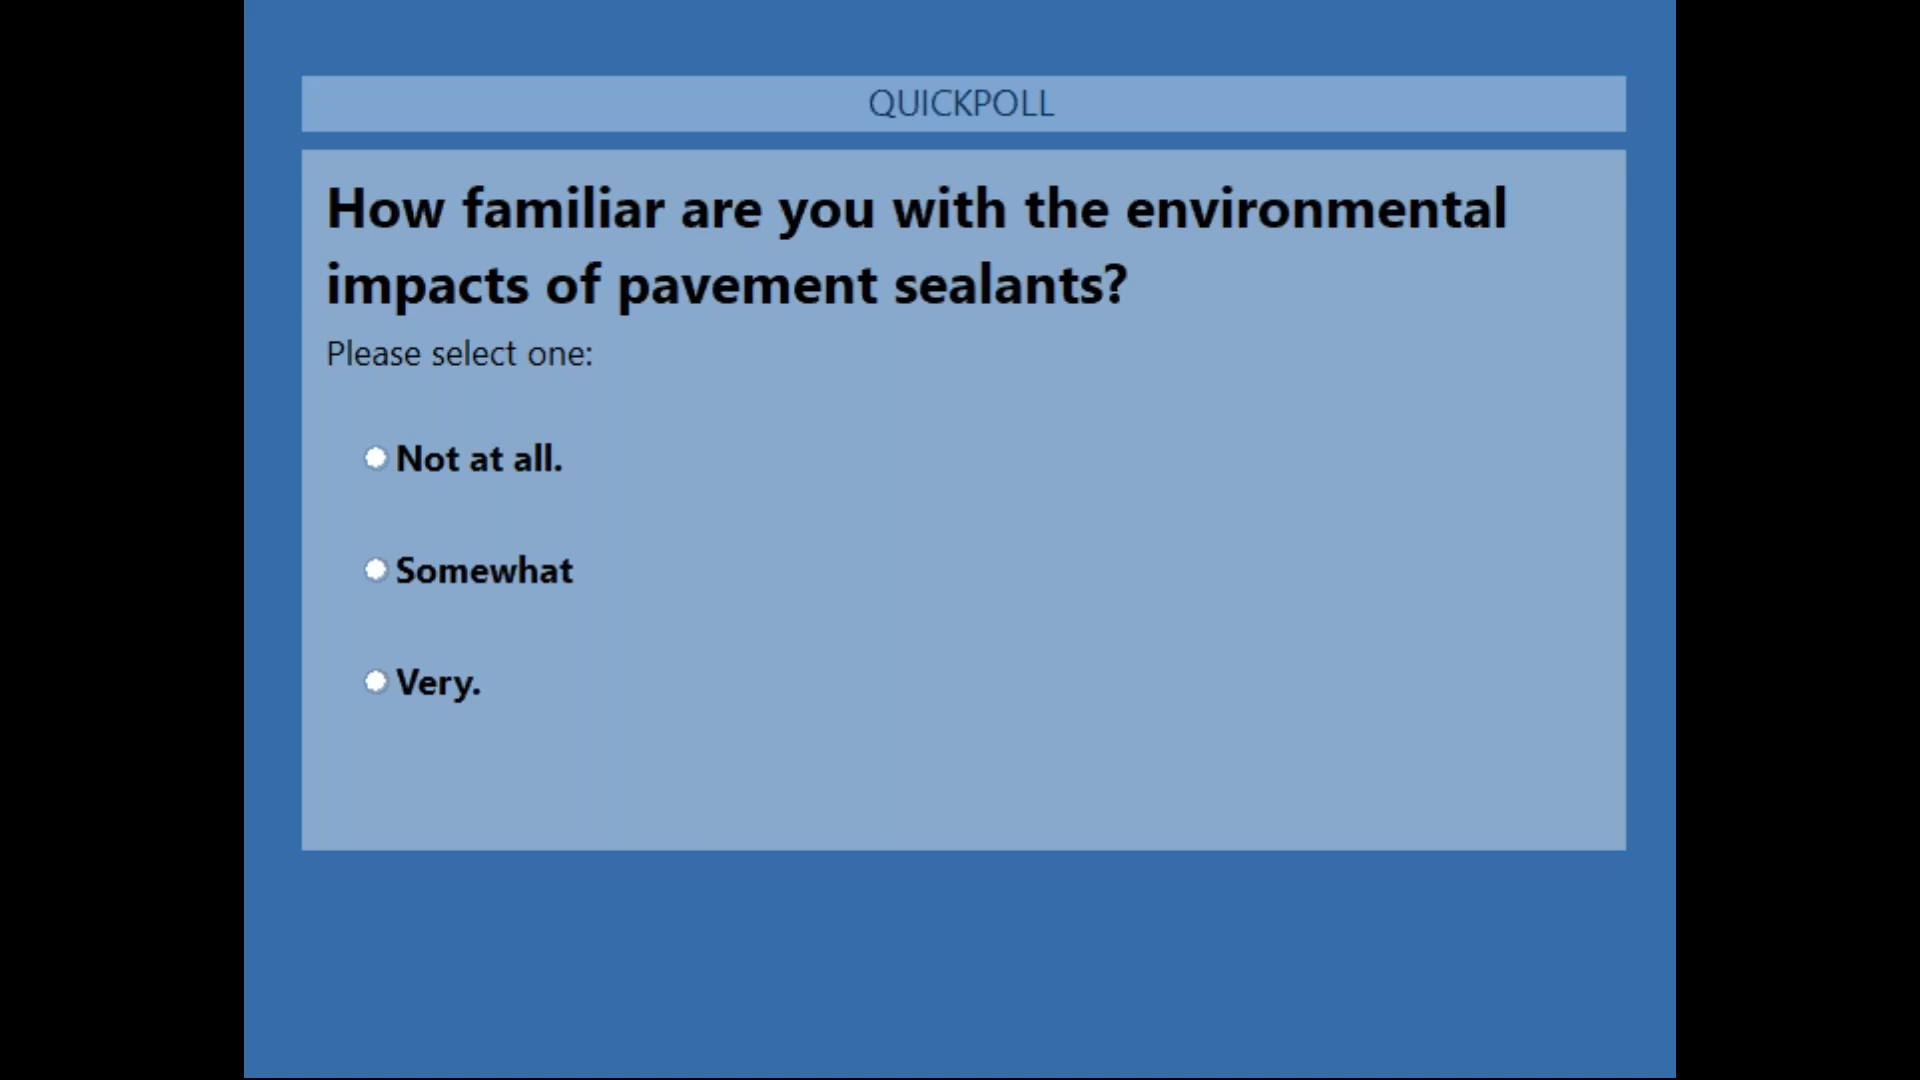 QUICKPOLL
How familiar are you with the environmental
impacts of pavement sealants?
Please select one:
Not at all.
Somewhat
Very.